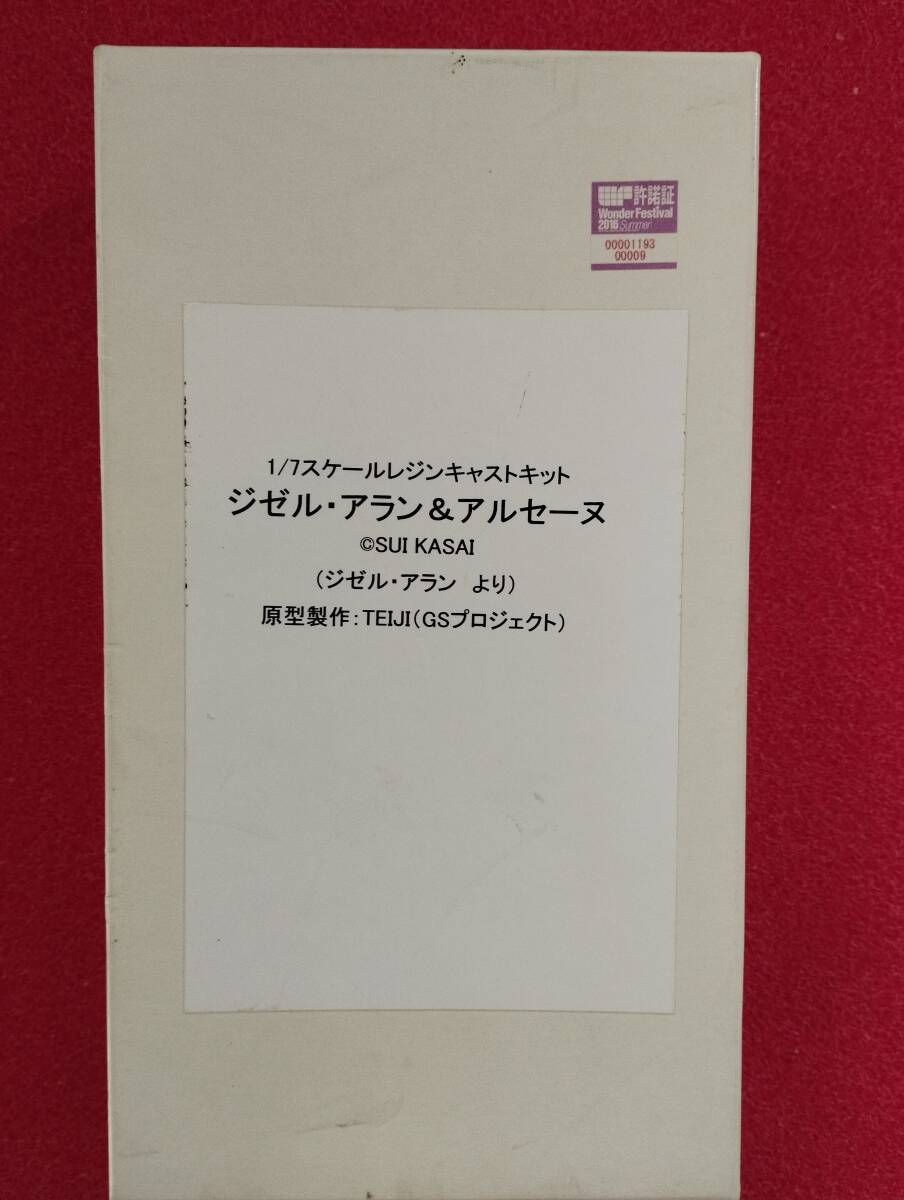 許諾証
Wonder Festival
2016 Summer
00001193
00009
1/7スケールレジンキャストキット
ジゼル・アラン&アルセーヌ
©SUI KASAI
(ジゼル・アラン より)
原型製作：TEIJI(GSプロジェクト)